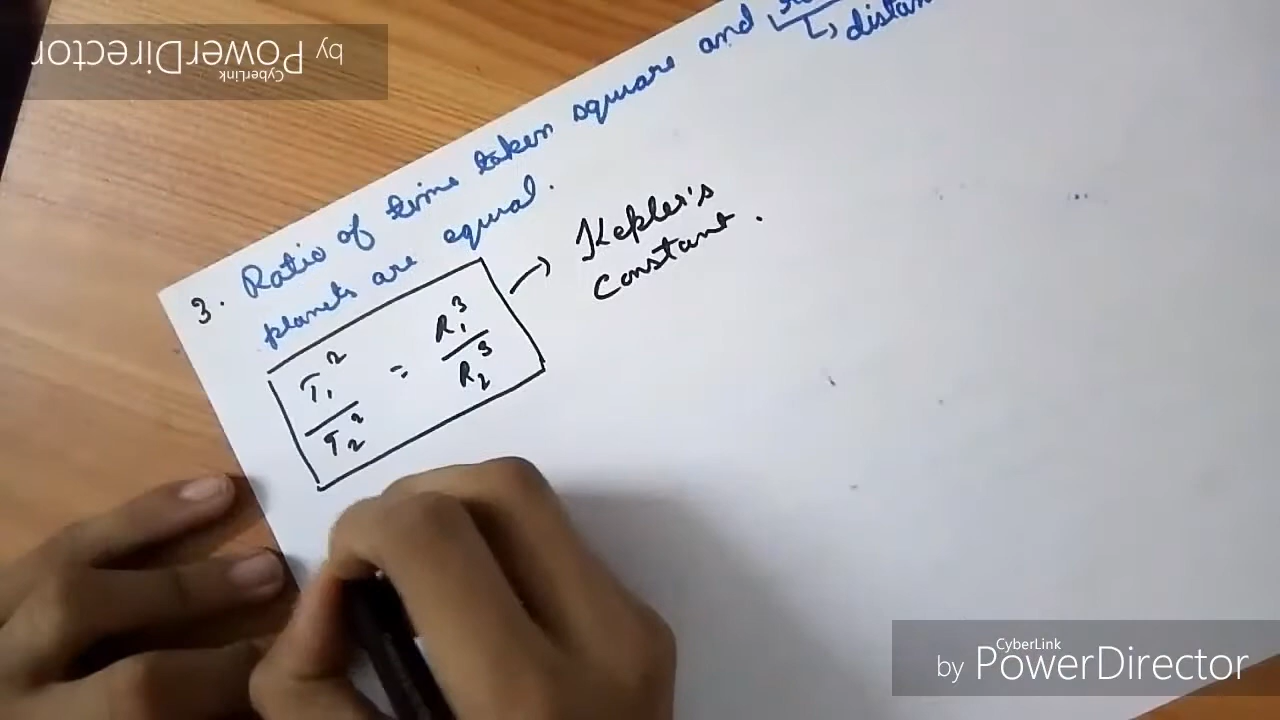 3. Ratio of time taken square and
distan
planets are equal.
T₁² / T₂² = R₁³ / R₂³ → Kepler's
constant.
CyberLink
by PowerDirector
CyberLink
by PowerDirector